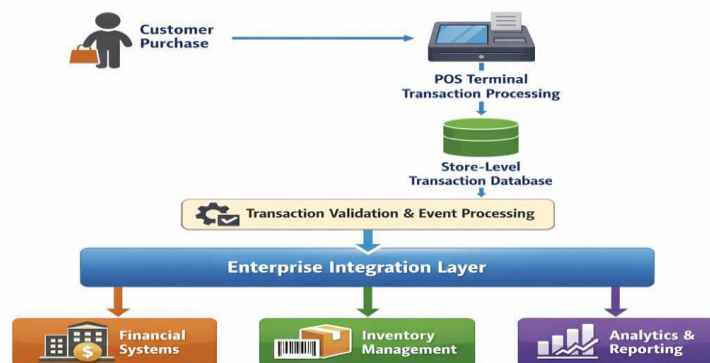 Customer
Purchase
POS Terminal
Transaction Processing
Store-Level
Transaction Database
Transaction Validation & Event Processing
Enterprise Integration Layer
Financial
Systems
Inventory
Management
Analytics &
Reporting